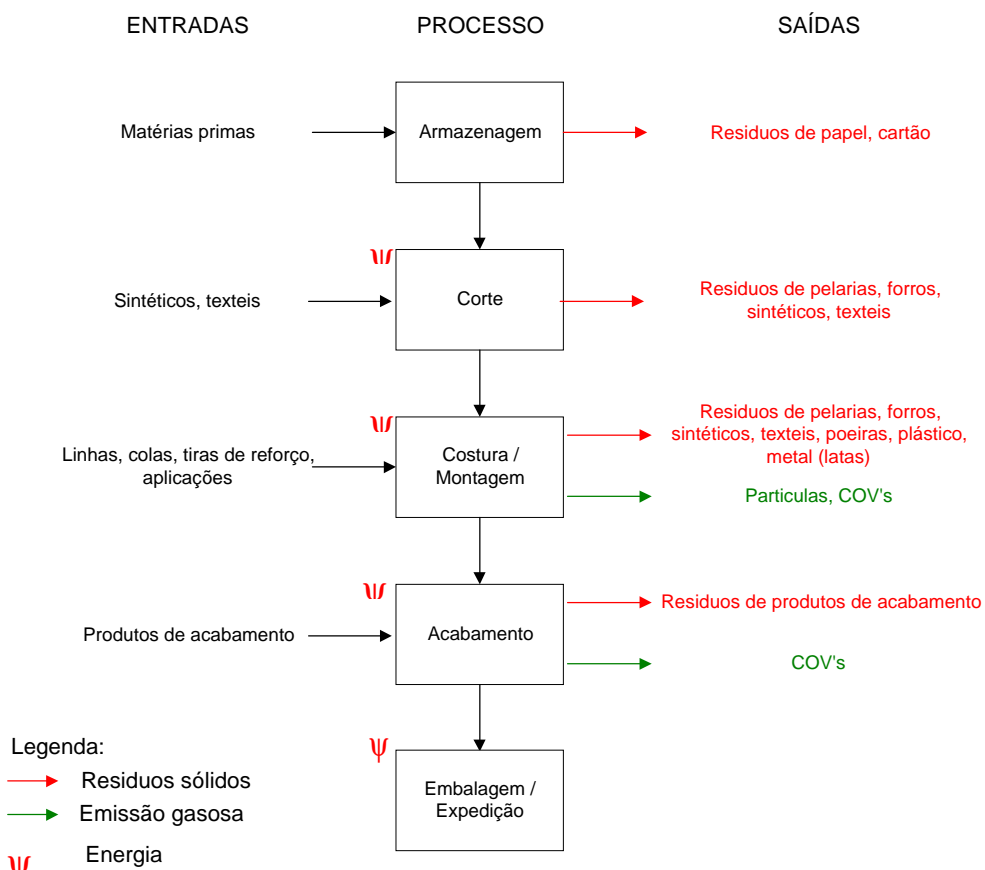 ENTRADAS PROCESSO SAÍDAS
Matérias primas
Armazenagem
Residuos de papel, cartão
Sintéticos, texteis
Corte
Residuos de pelarias, forros,
sintéticos, texteis
Linhas, colas, tiras de reforço,
aplicações
Costura /
Montagem
Residuos de pelarias, forros,
sintéticos, texteis, poeiras, plástico,
metal (latas)
Particulas, COV's
Produtos de acabamento
Acabamento
Residuos de produtos de acabamento
COV's
Embalagem /
Expedição
Legenda:
Residuos sólidos
Emissão gasosa
Energia